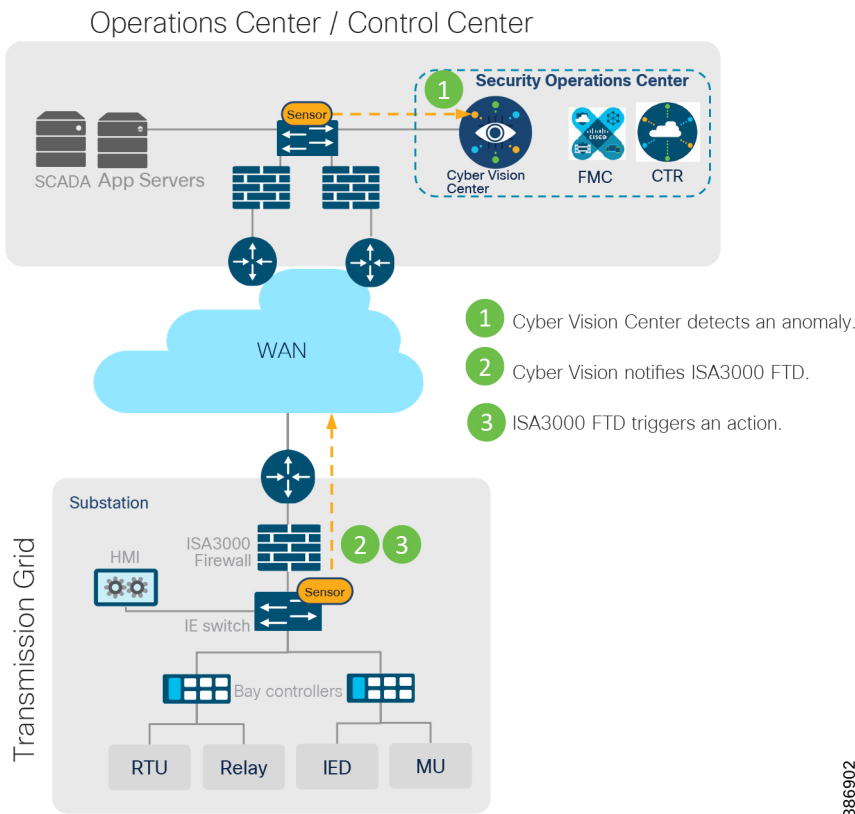 Operations Center / Control Center
Security Operations Center
1
Sensor
SCADA
App Servers
Cyber Vision
Center
CISCO
FMC
CTR
WAN
1 Cyber Vision Center detects an anomaly.
2 Cyber Vision notifies ISA3000 FTD.
3 ISA3000 FTD triggers an action.
Transmission Grid
Substation
ISA3000
Firewall
2
3
HMI
Sensor
IE switch
Bay controllers
RTU
Relay
IED
MU
386902